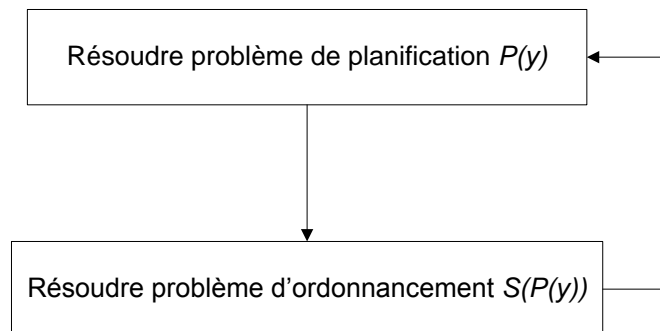 Résoudre problème de planification P(y)
Résoudre problème d'ordonnancement S(P(y))